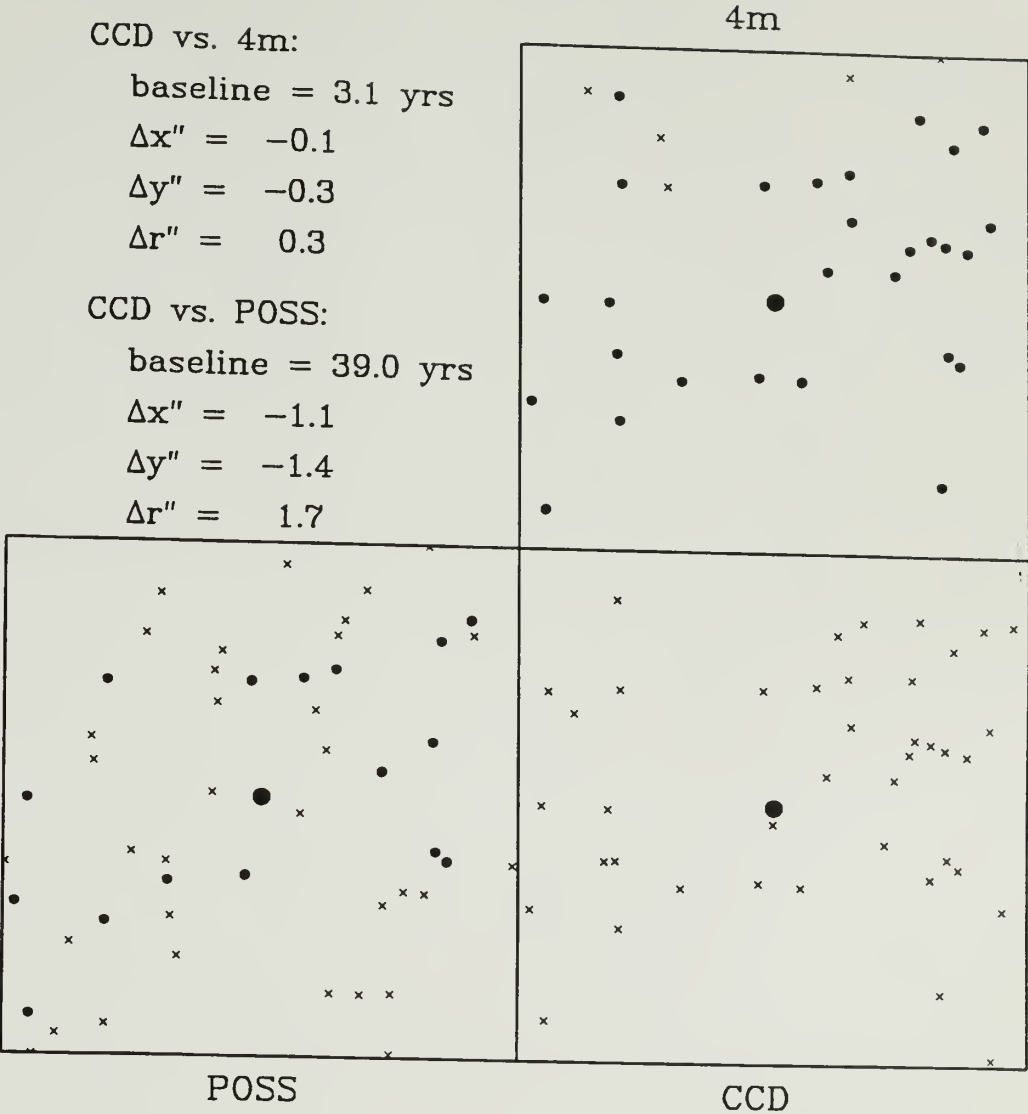 CCD vs. 4m:
baseline = 3.1 yrs
Δx" = −0.1
Δy" = −0.3
Δr" = 0.3
CCD vs. POSS:
baseline = 39.0 yrs
Δx" = −1.1
Δy" = −1.4
Δr" = 1.7
4m
POSS
CCD